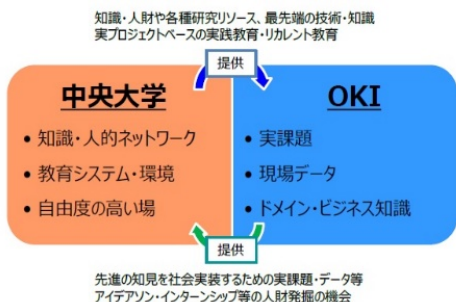 知識・人財や各種研究リソース、最先端の技術・知識
実プロジェクトベースの実践教育・リカレント教育
提供
中央大学
• 知識・人的ネットワーク
• 教育システム・環境
• 自由度の高い場
OKI
• 実課題
• 現場データ
• ドメイン・ビジネス知識
提供
先進の知見を社会実装するための実課題・データ等
アイデアソン・インターンシップ等の人財発掘の機会